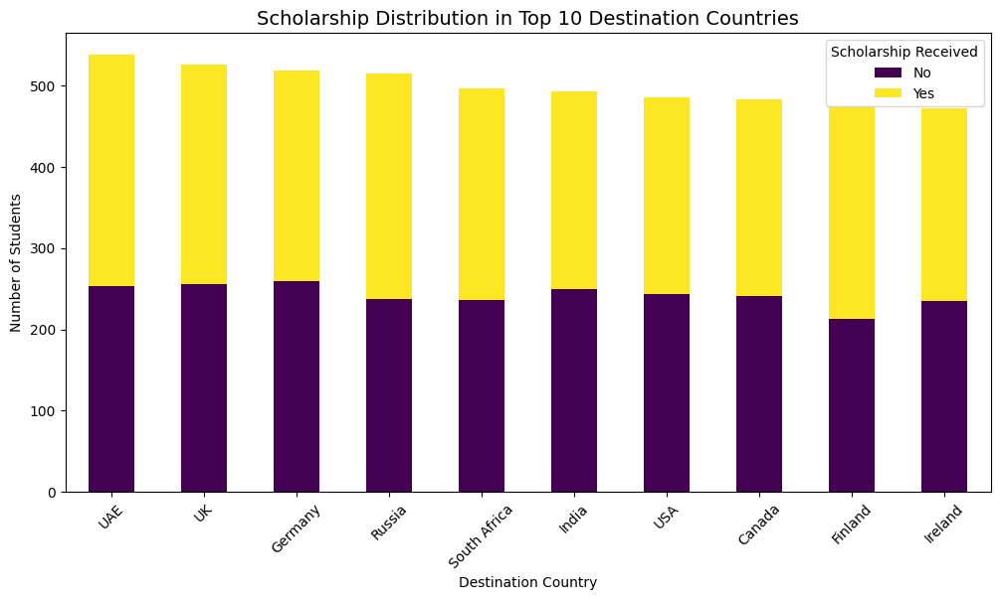 Scholarship Distribution in Top 10 Destination Countries
Scholarship Received
No
Yes
Number of Students
500
400
300
200
100
0
UAE
UK
Germany
Russia
South Africa
India
USA
Canada
Finland
Ireland
Destination Country